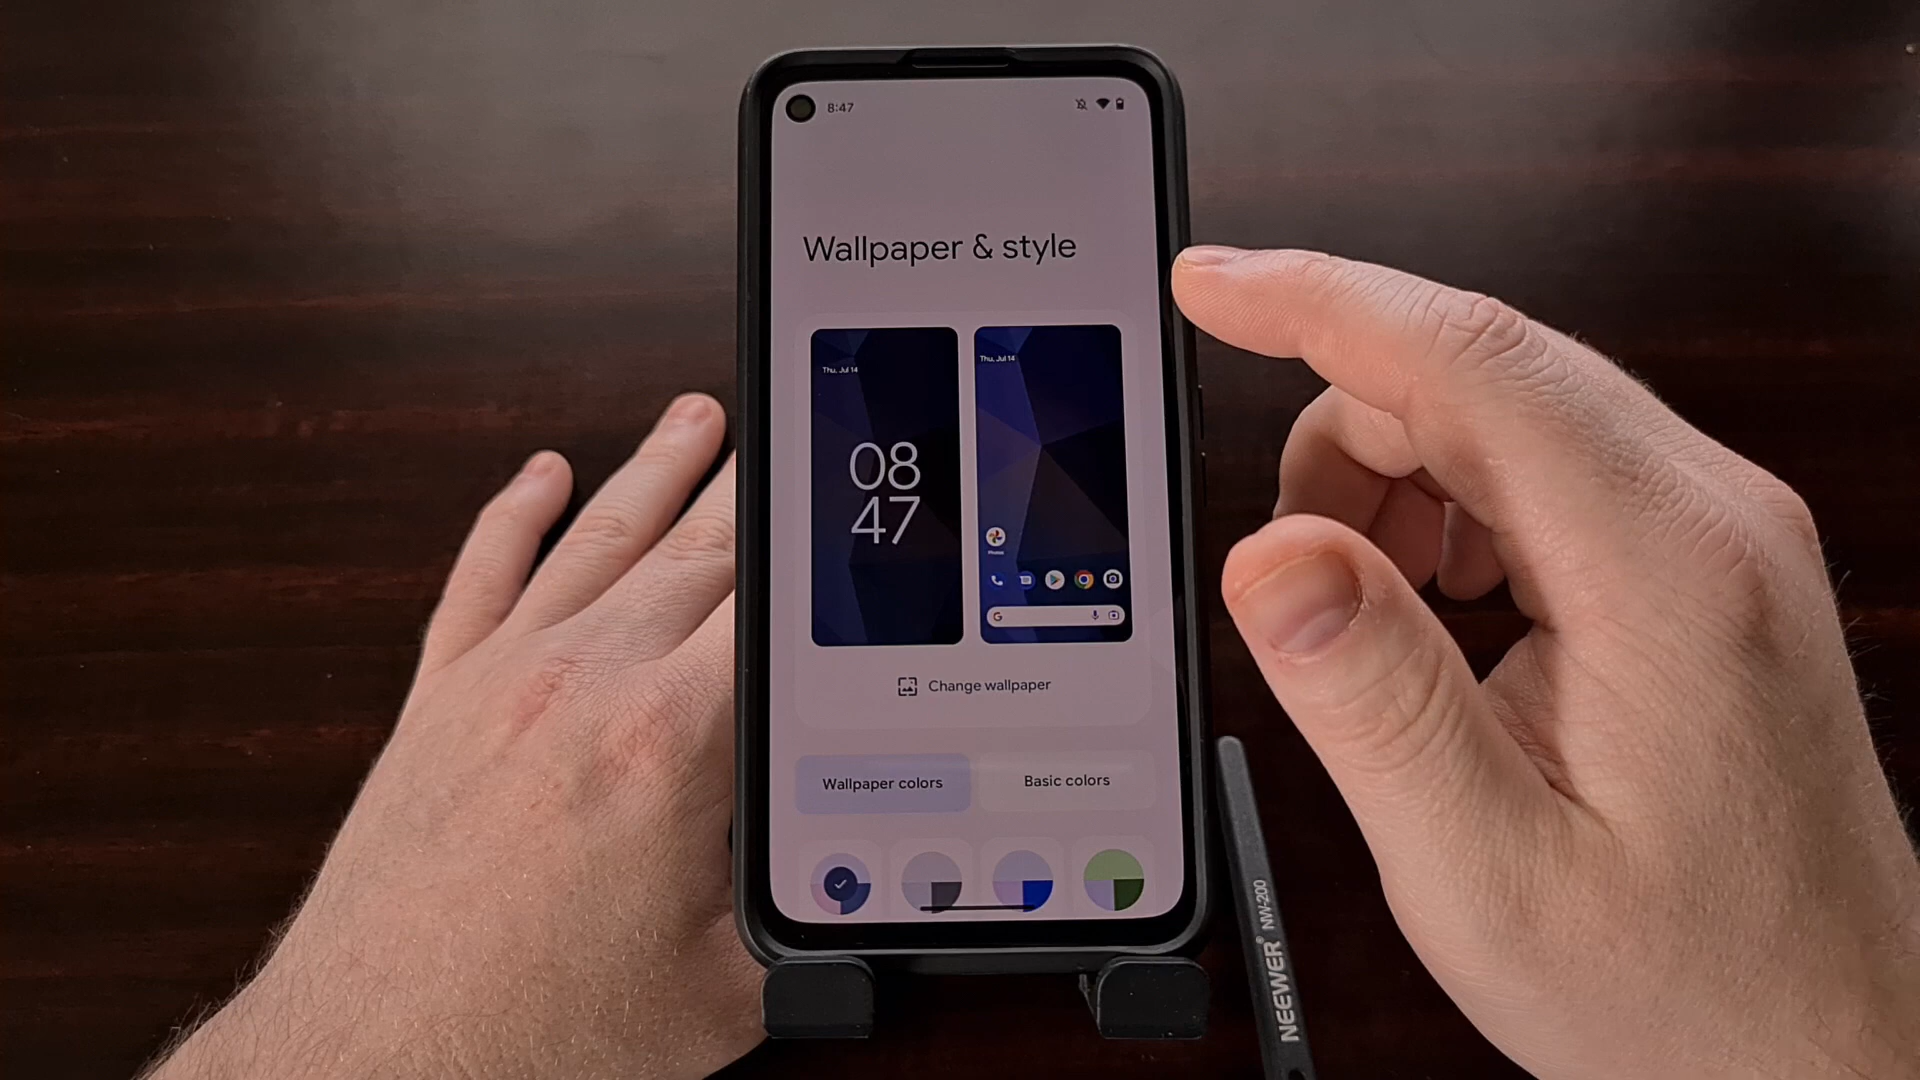 8:47
Wallpaper & style
Thu, Jul 14
08
47
Thu, Jul 14
Photos
G
Change wallpaper
Wallpaper colors
Basic colors
NEEWER® NW-200